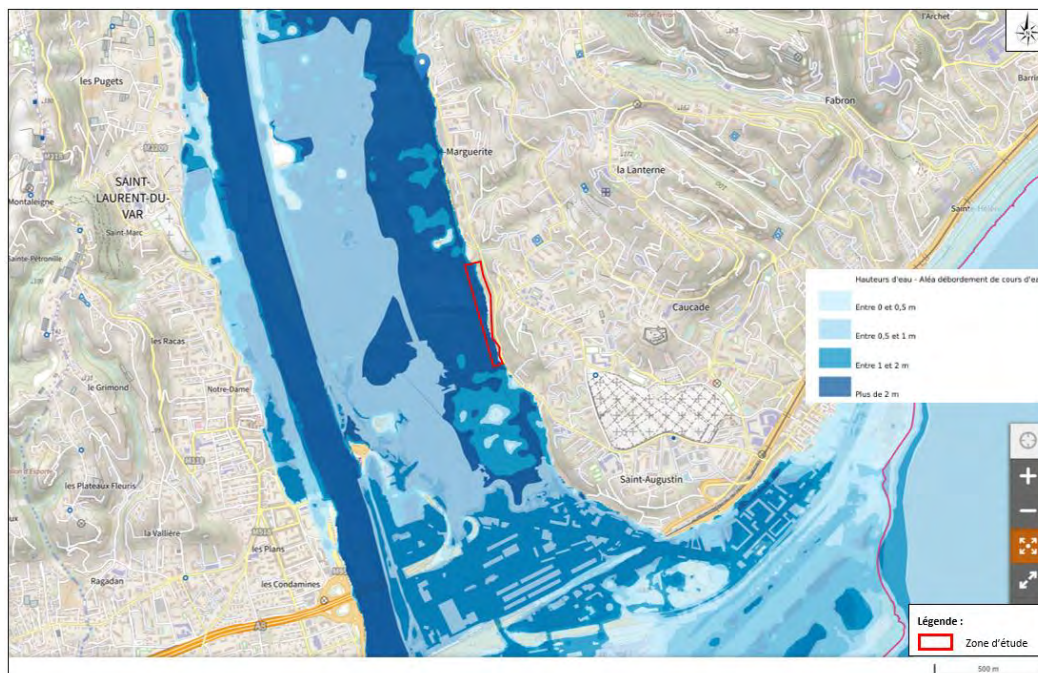 l'Archet
les Pugets
Barri
Fabron
M2209
-Marguerite
la Lanterne
SAINT-
LAURENT-DU-
VAR
Montaleigne
Saint-Marc
Sainte-Pétronille
Hauteurs d'eau - Aléa débordement de cours d'ea
Entre 0 et 0,5 m
Caucade
Entre 0,5 et 1 m
les Racas
Entre 1 et 2 m
le Grimond
Notre-Dame
Plus de 2 m
M118
Saint-Augustin
les Plateaux Fleuris
la Vallière
les Plans
Ragadan
les Condamines
Légende :
Zone d'étude
500 m